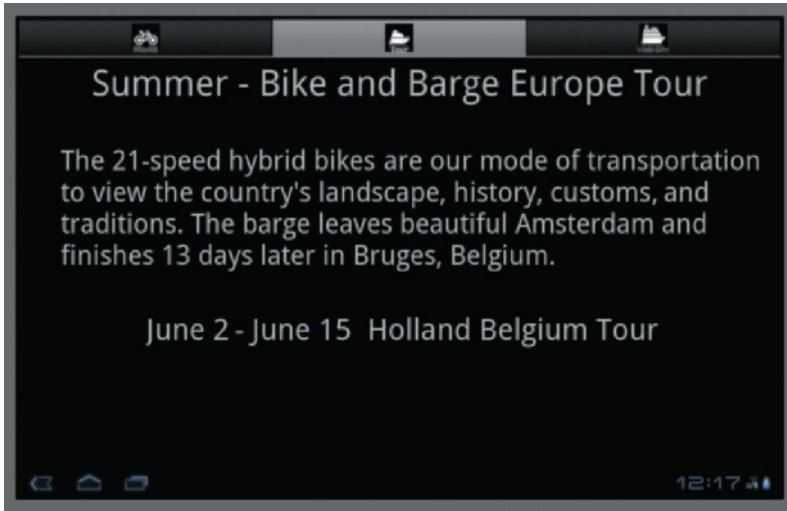 Tour
Summer - Bike and Barge Europe Tour
The 21-speed hybrid bikes are our mode of transportation
to view the country's landscape, history, customs, and
traditions. The barge leaves beautiful Amsterdam and
finishes 13 days later in Bruges, Belgium.
June 2 - June 15 Holland Belgium Tour
12:17